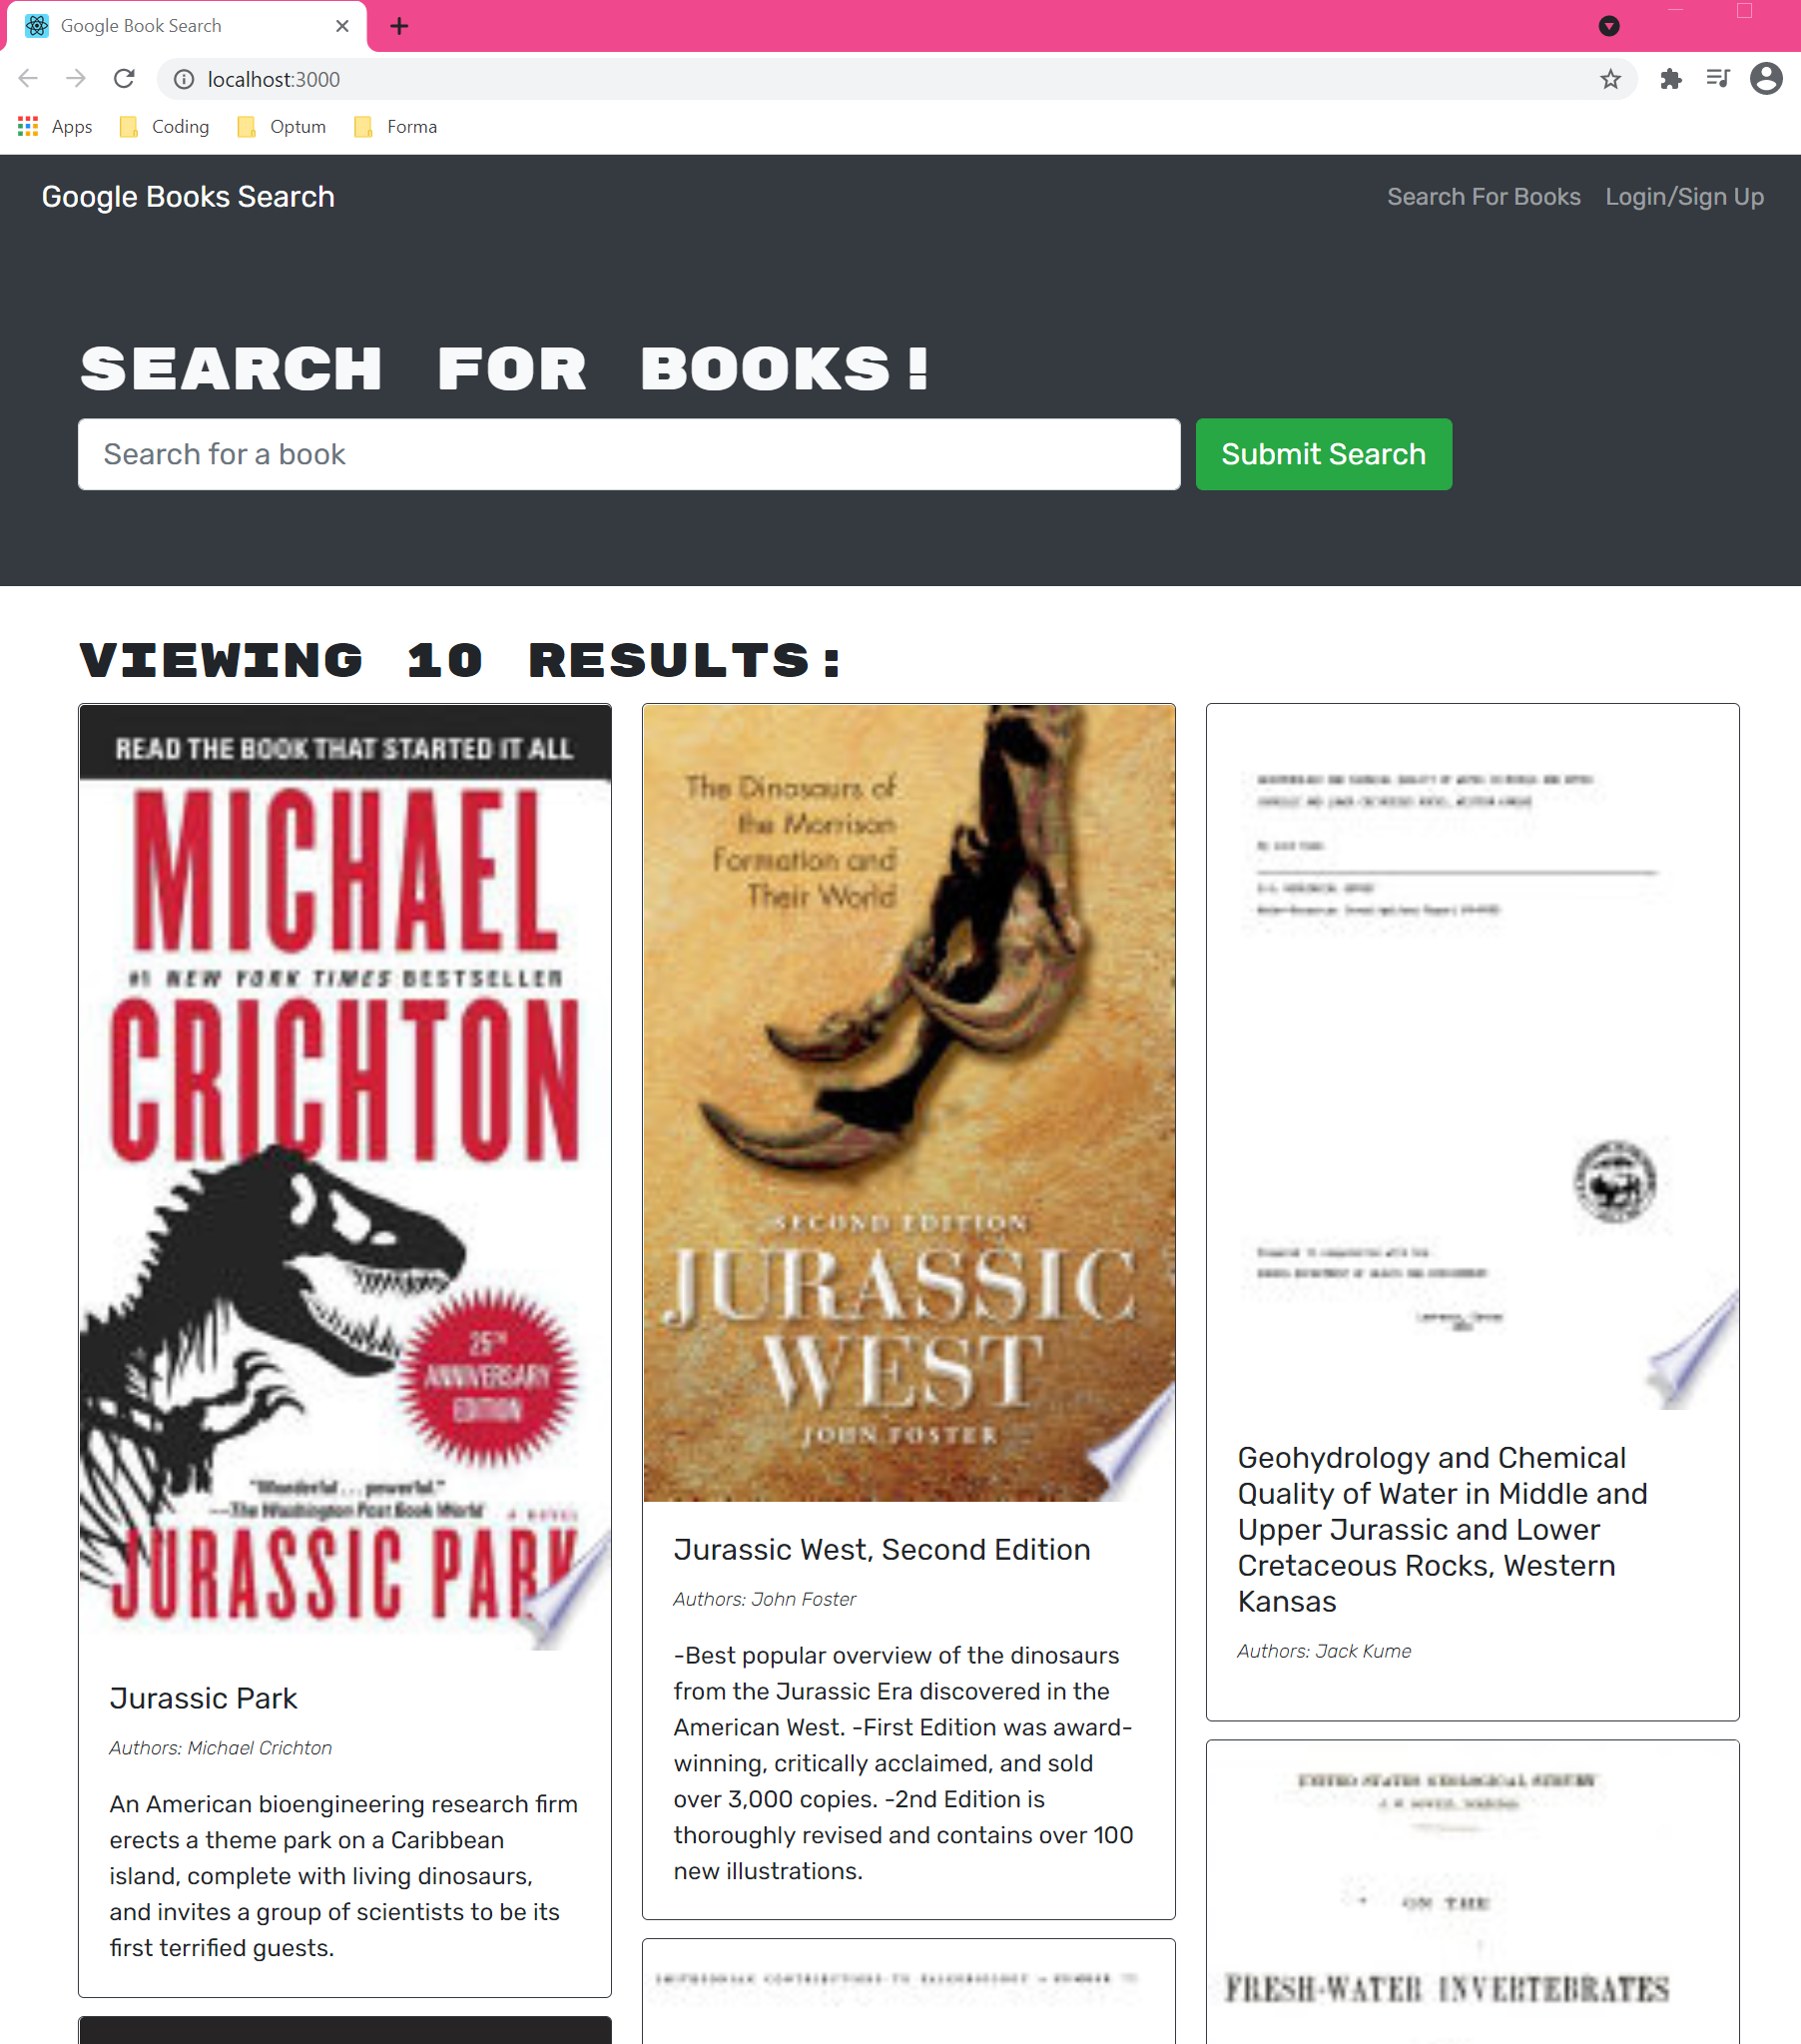 Google Book Search
localhost:3000
Apps
Coding
Optum
Forma
Google Books Search
Search For Books
Login/Sign Up
SEARCH FOR BOOKS!
Search for a book
Submit Search
VIEWING 10 RESULTS:
READ THE BOOK THAT STARTED IT ALL
MICHAEL
#1 NEW YORK TIMES BESTSELLER
CRICHTON
25TH
ANNIVERSARY
EDITION
"Wonderful . . . powerful."
—The Washington Post Book World
A NOVEL
JURASSIC PARK
Jurassic Park
Authors: Michael Crichton
An American bioengineering research firm
erects a theme park on a Caribbean
island, complete with living dinosaurs,
and invites a group of scientists to be its
first terrified guests.
The Dinosaurs of
the Morrison
Formation and
Their World
SECOND EDITION
JURASSIC
WEST
JOHN FOSTER
Jurassic West, Second Edition
Authors: John Foster
-Best popular overview of the dinosaurs
from the Jurassic Era discovered in the
American West. -First Edition was award-
winning, critically acclaimed, and sold
over 3,000 copies. -2nd Edition is
thoroughly revised and contains over 100
new illustrations.
Geohydrology and Chemical
Quality of Water in Middle and
Upper Jurassic and Lower
Cretaceous Rocks, Western
Kansas
Authors: Jack Kume
UNITED STATES GEOLOGICAL SURVEY
ON THE
FRESH-WATER INVERTEBRATES